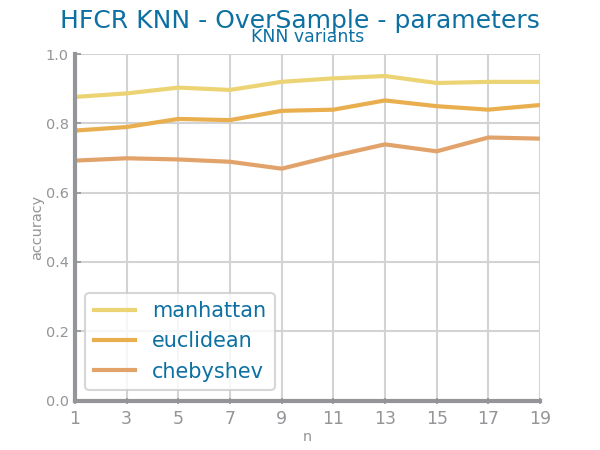 HFCR KNN - OverSample - parameters
KNN variants
1.0
0.8
0.6
0.4
0.2
0.0
accuracy
manhattan
euclidean
chebyshev
1 3 5 7 9 11 13 15 17 19
n